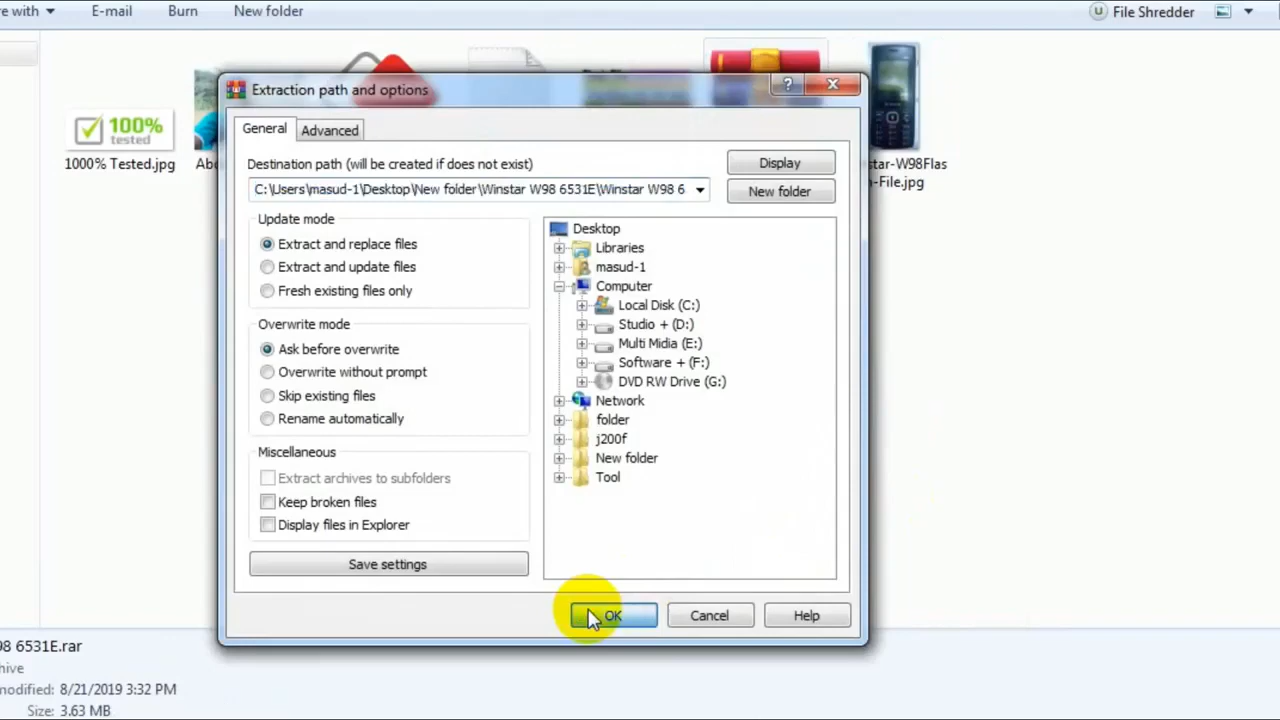 re with E-mail Burn New folder File Shredder
Extraction path and options
General Advanced
100%
tested
1000% Tested.jpg
Abo
star-W98Flas
n-File.jpg
Destination path (will be created if does not exist)
Display
C:\Users\masud-1\Desktop\New folder\Winstar W98 6531E\Winstar W98 6
New folder
Update mode
Extract and replace files
Extract and update files
Fresh existing files only
Overwrite mode
Ask before overwrite
Overwrite without prompt
Skip existing files
Rename automatically
Miscellaneous
Extract archives to subfolders
Keep broken files
Display files in Explorer
Save settings
Desktop
Libraries
masud-1
Computer
Local Disk (C:)
Studio + (D:)
Multi Midia (E:)
Software + (F:)
DVD RW Drive (G:)
Network
folder
j200f
New folder
Tool
OK Cancel Help
98 6531E.rar
hive
modified: 8/21/2019 3:32 PM
Size: 3.63 MB